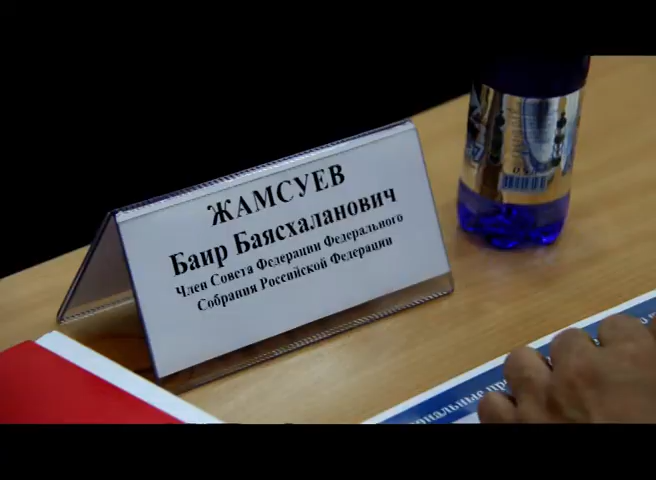 ЖАМСУЕВ
Баир Баясхаланович
Член Совета Федерации Федерального
Собрания Российской Федерации